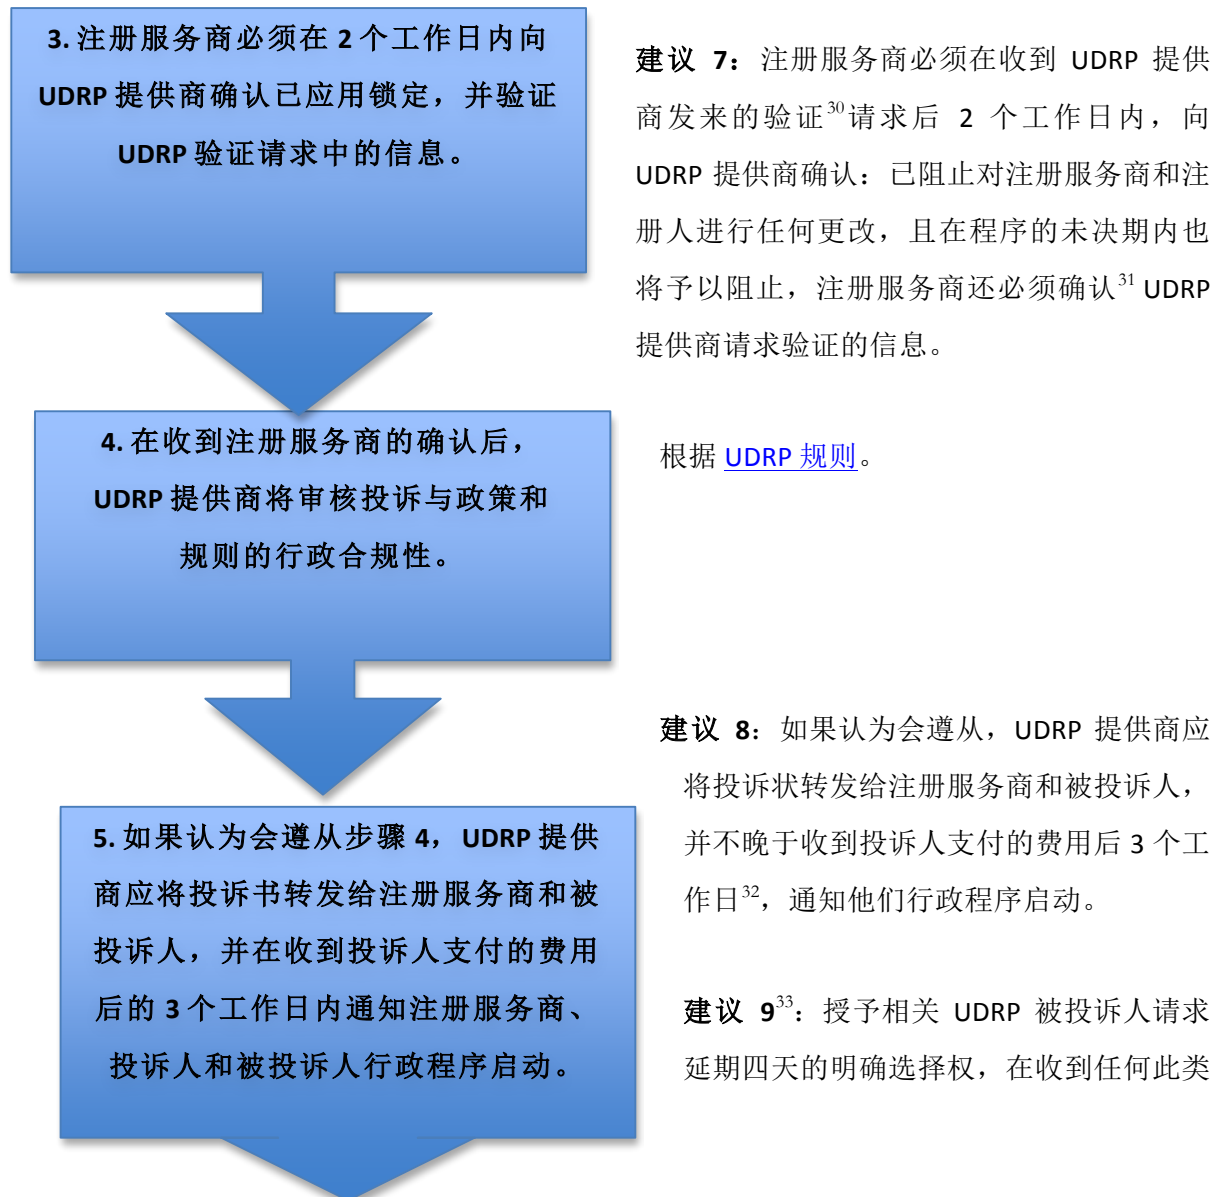 3. 注册服务商必须在 2 个工作日内向
UDRP 提供商确认已应用锁定，并验证
UDRP 验证请求中的信息。
建议 7：注册服务商必须在收到 UDRP 提供
商发来的验证30请求后 2 个工作日内，向
UDRP 提供商确认：已阻止对注册服务商和注
册人进行任何更改，且在程序的未决期内也
将予以阻止，注册服务商还必须确认31 UDRP
提供商请求验证的信息。
4. 在收到注册服务商的确认后，
UDRP 提供商将审核投诉与政策和
规则的行政合规性。
根据 UDRP 规则。
5. 如果认为会遵从步骤 4，UDRP 提供
商应将投诉书转发给注册服务商和被
投诉人，并在收到投诉人支付的费用
后的 3 个工作日内通知注册服务商、
投诉人和被投诉人行政程序启动。
建议 8：如果认为会遵从，UDRP 提供商应
将投诉状转发给注册服务商和被投诉人，
并不晚于收到投诉人支付的费用后 3 个工
作日32，通知他们行政程序启动。
建议 933：授予相关 UDRP 被投诉人请求
延期四天的明确选择权，在收到任何此类